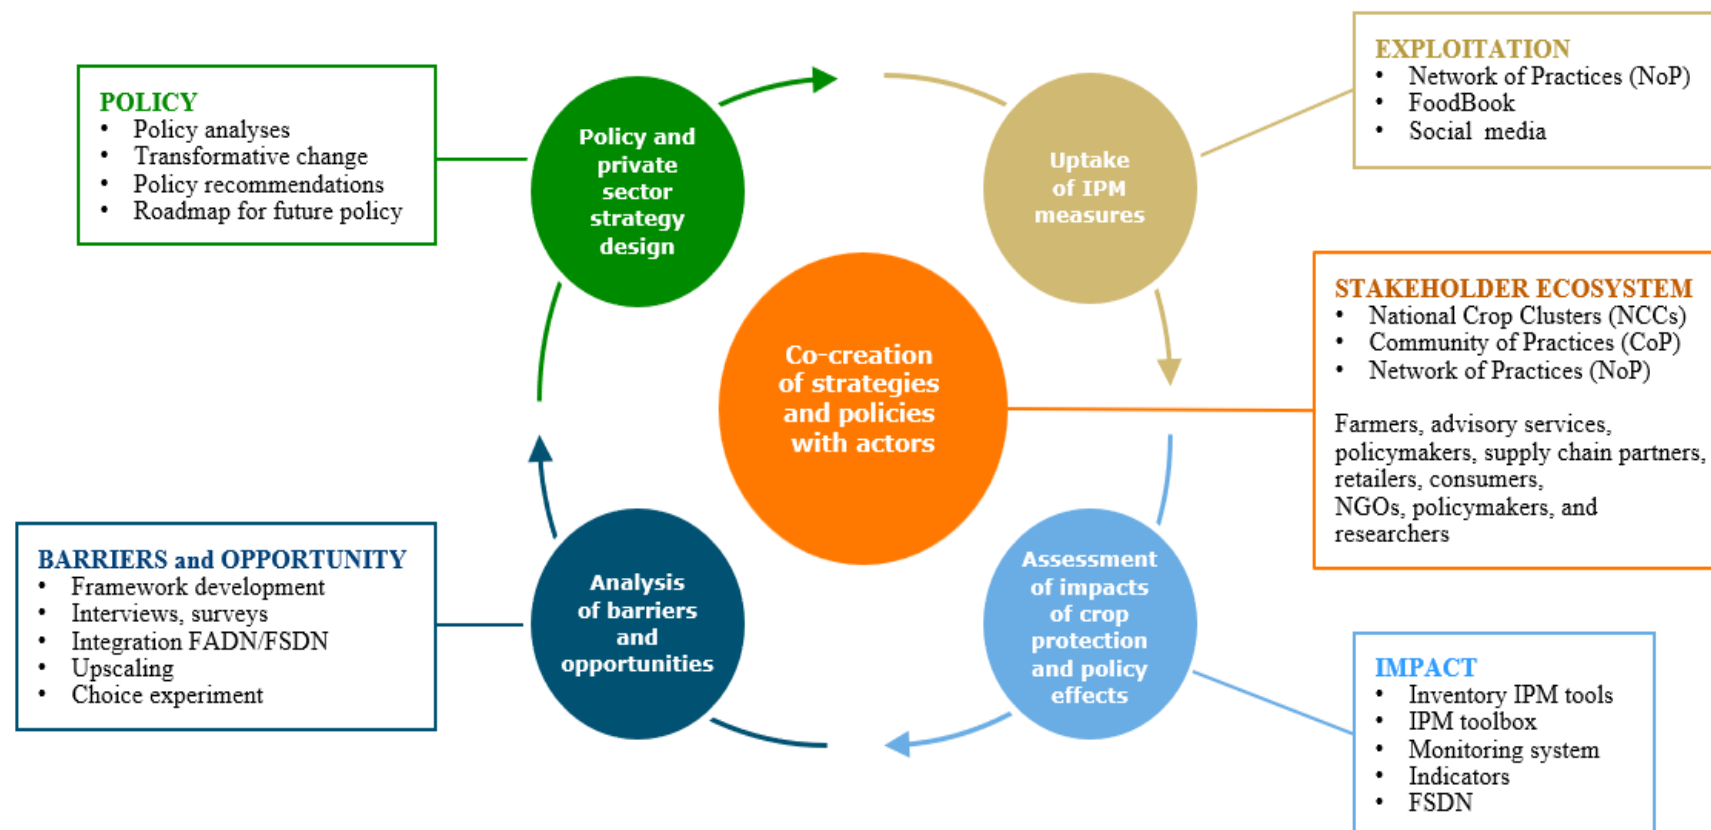 POLICY
• Policy analyses
• Transformative change
• Policy recommendations
• Roadmap for future policy
Policy and
private
sector
strategy
design
Uptake
of IPM
measures
EXPLOITATION
• Network of Practices (NoP)
• FoodBook
• Social media
Co-creation
of strategies
and policies
with actors
STAKEHOLDER ECOSYSTEM
• National Crop Clusters (NCCs)
• Community of Practices (CoP)
• Network of Practices (NoP)
Farmers, advisory services,
policymakers, supply chain partners,
retailers, consumers,
NGOs, policymakers, and
researchers
BARRIERS and OPPORTUNITY
• Framework development
• Interviews, surveys
• Integration FADN/FSDN
• Upscaling
• Choice experiment
Analysis
of barriers
and
opportunities
Assessment
of impacts
of crop
protection
and policy
effects
IMPACT
• Inventory IPM tools
• IPM toolbox
• Monitoring system
• Indicators
• FSDN